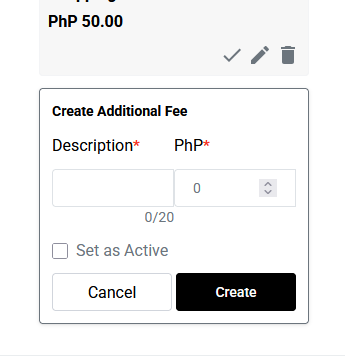 PhP 50.00
Create Additional Fee
Description* PhP*
0
0/20
Set as Active
Cancel Create